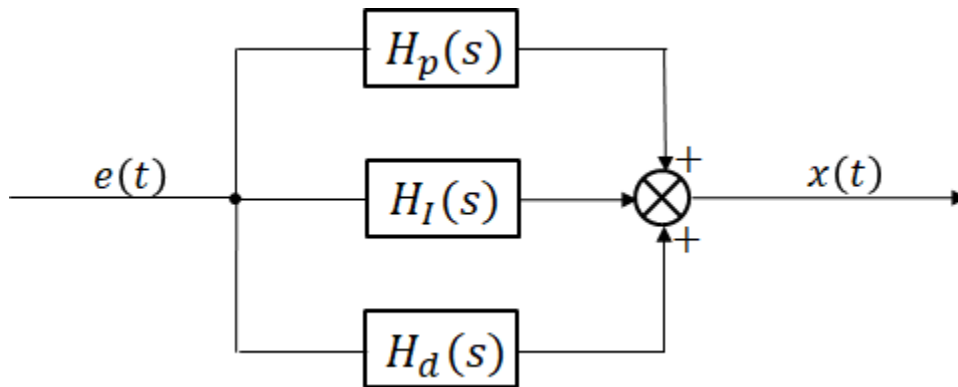 H_p(s)
+
e(t)
H_I(s)
x(t)
+
H_d(s)